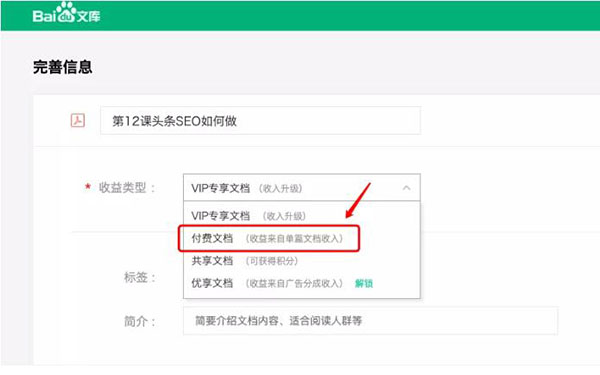 Bai du 文库
完善信息
第12课头条SEO如何做
* 收益类型：
VIP专享文档 （收入升级）
VIP专享文档 （收入升级）
付费文档 （收益来自单篇文档收入）
共享文档 （可获得积分）
优享文档 （收益来自广告分成收入） 解锁
标签：
简介：
简要介绍文档内容、适合阅读人群等